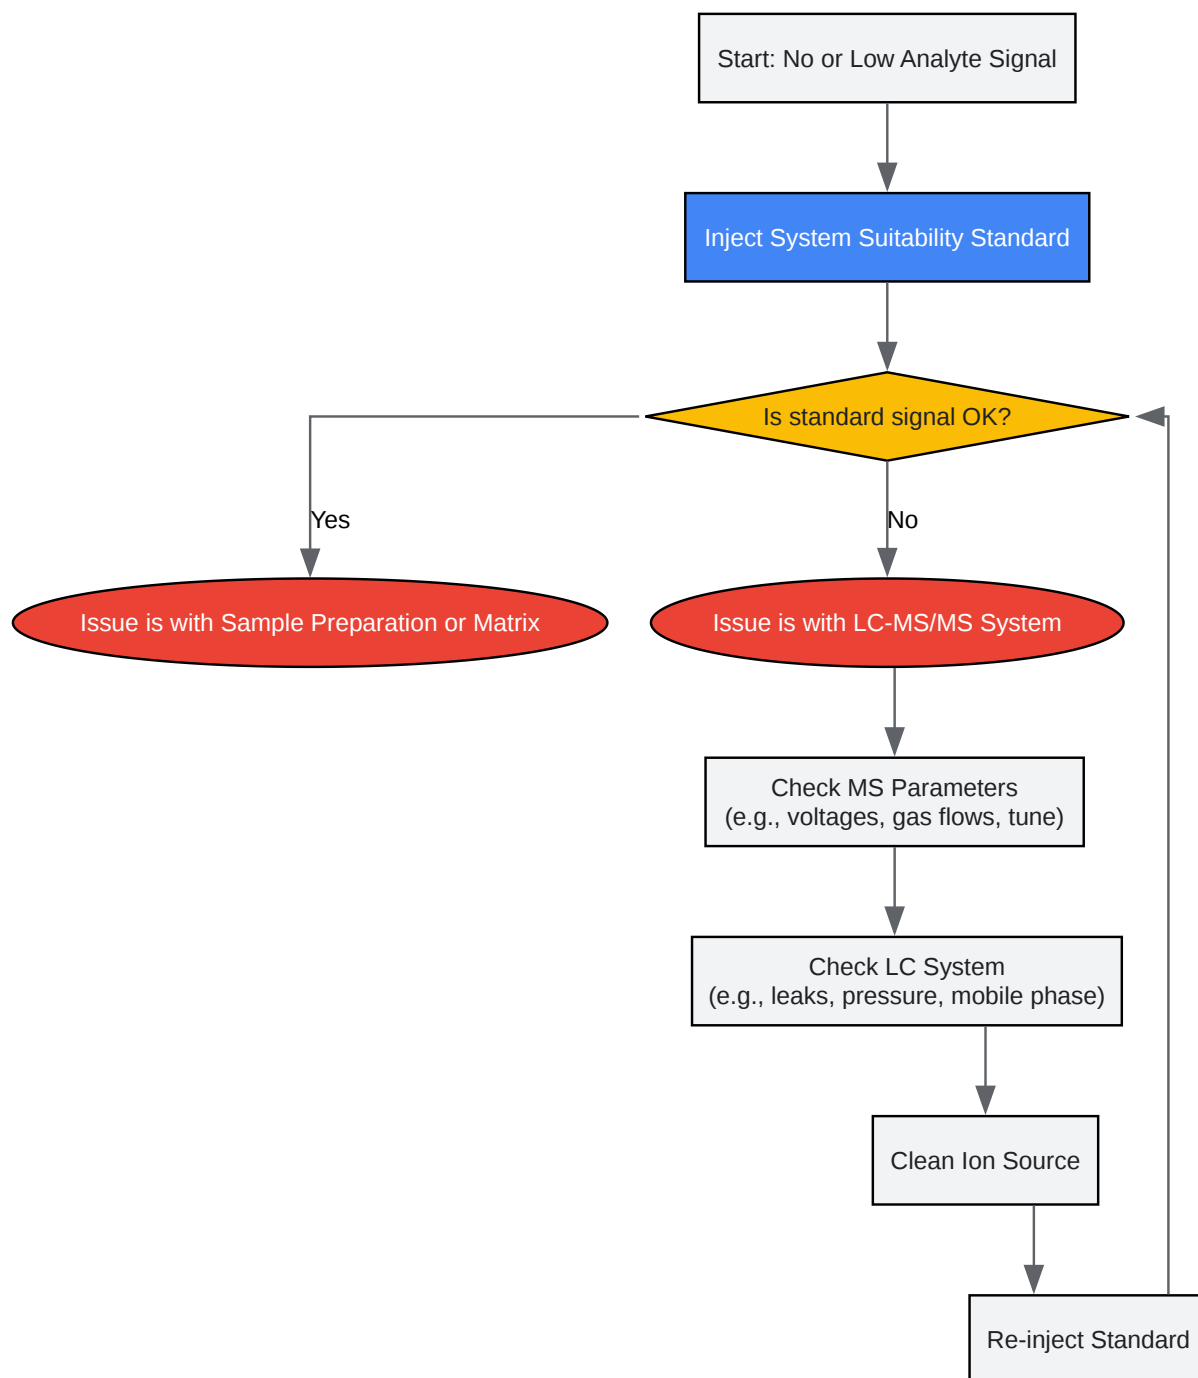 Start: No or Low Analyte Signal
Inject System Suitability Standard
Is standard signal OK?
Yes
No
Issue is with Sample Preparation or Matrix
Issue is with LC-MS/MS System
Check MS Parameters
(e.g., voltages, gas flows, tune)
Check LC System
(e.g., leaks, pressure, mobile phase)
Clean Ion Source
Re-inject Standard